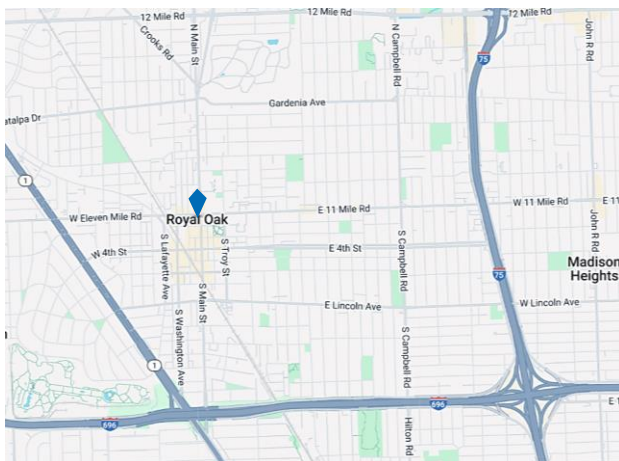 12 Mile Rd
12 Mile Rd
Crooks Rd
N Main St
N Campbell Rd
John R Rd
75
Gardenia Ave
atalpa Dr
1
W Eleven Mile Rd
E 11 Mile Rd
W 11 Mile Rd
Royal Oak
W 4th St
S Lafayette Ave
S Troy St
E 4th St
S Campbell Rd
John R Rd
Madison
Heights
75
S Main St
E Lincoln Ave
W Lincoln Ave
S Washington Ave
S Campbell Rd
n
1
696
696
E 1
Hilton Rd